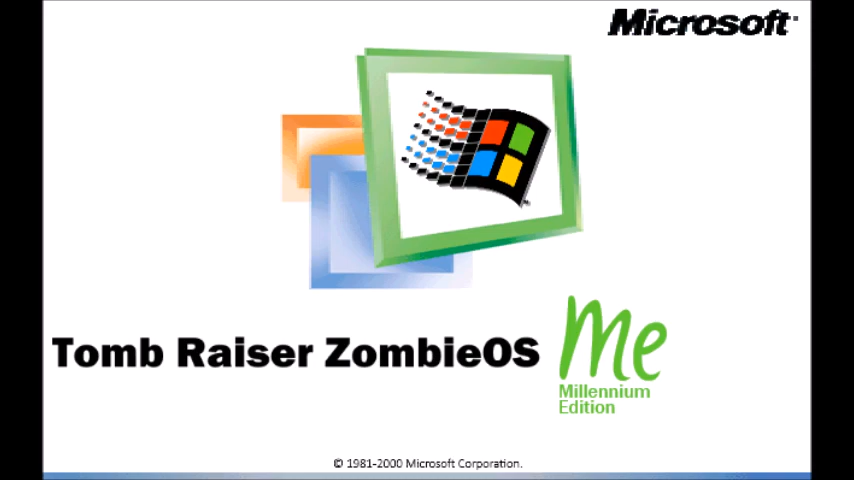 Microsoft
Tomb Raiser ZombieOS Me
Millennium
Edition
© 1981-2000 Microsoft Corporation.